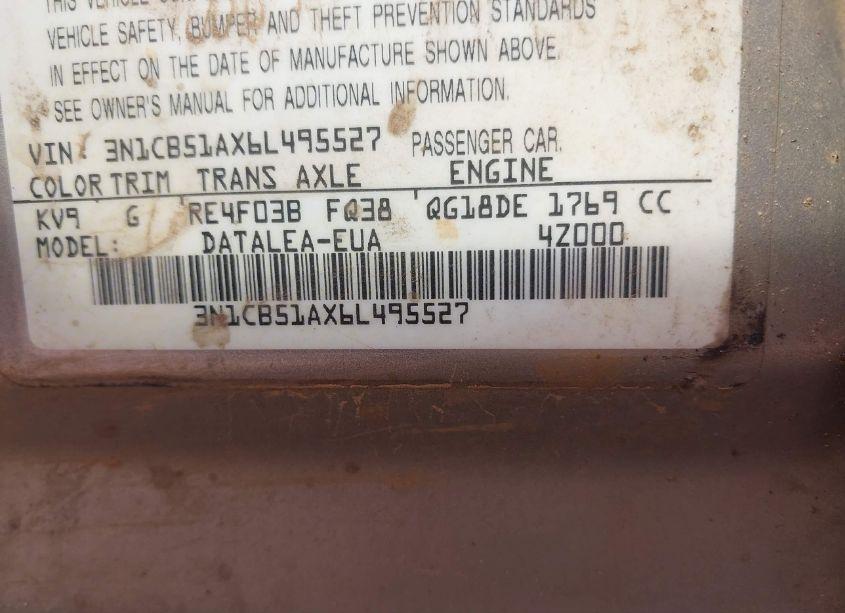 THIS VEHICLE
VEHICLE SAFETY, BUMPER AND THEFT PREVENTION STANDARDS
IN EFFECT ON THE DATE OF MANUFACTURE SHOWN ABOVE.
SEE OWNER'S MANUAL FOR ADDITIONAL INFORMATION.
VIN: 3N1CB51AX6L495527 PASSENGER CAR.
COLOR TRIM TRANS AXLE ENGINE
KV9 G RE4F03B FQ38 QG18DE 1769 CC
MODEL: DATALEA-EUA 4Z000
3N1CB51AX6L495527